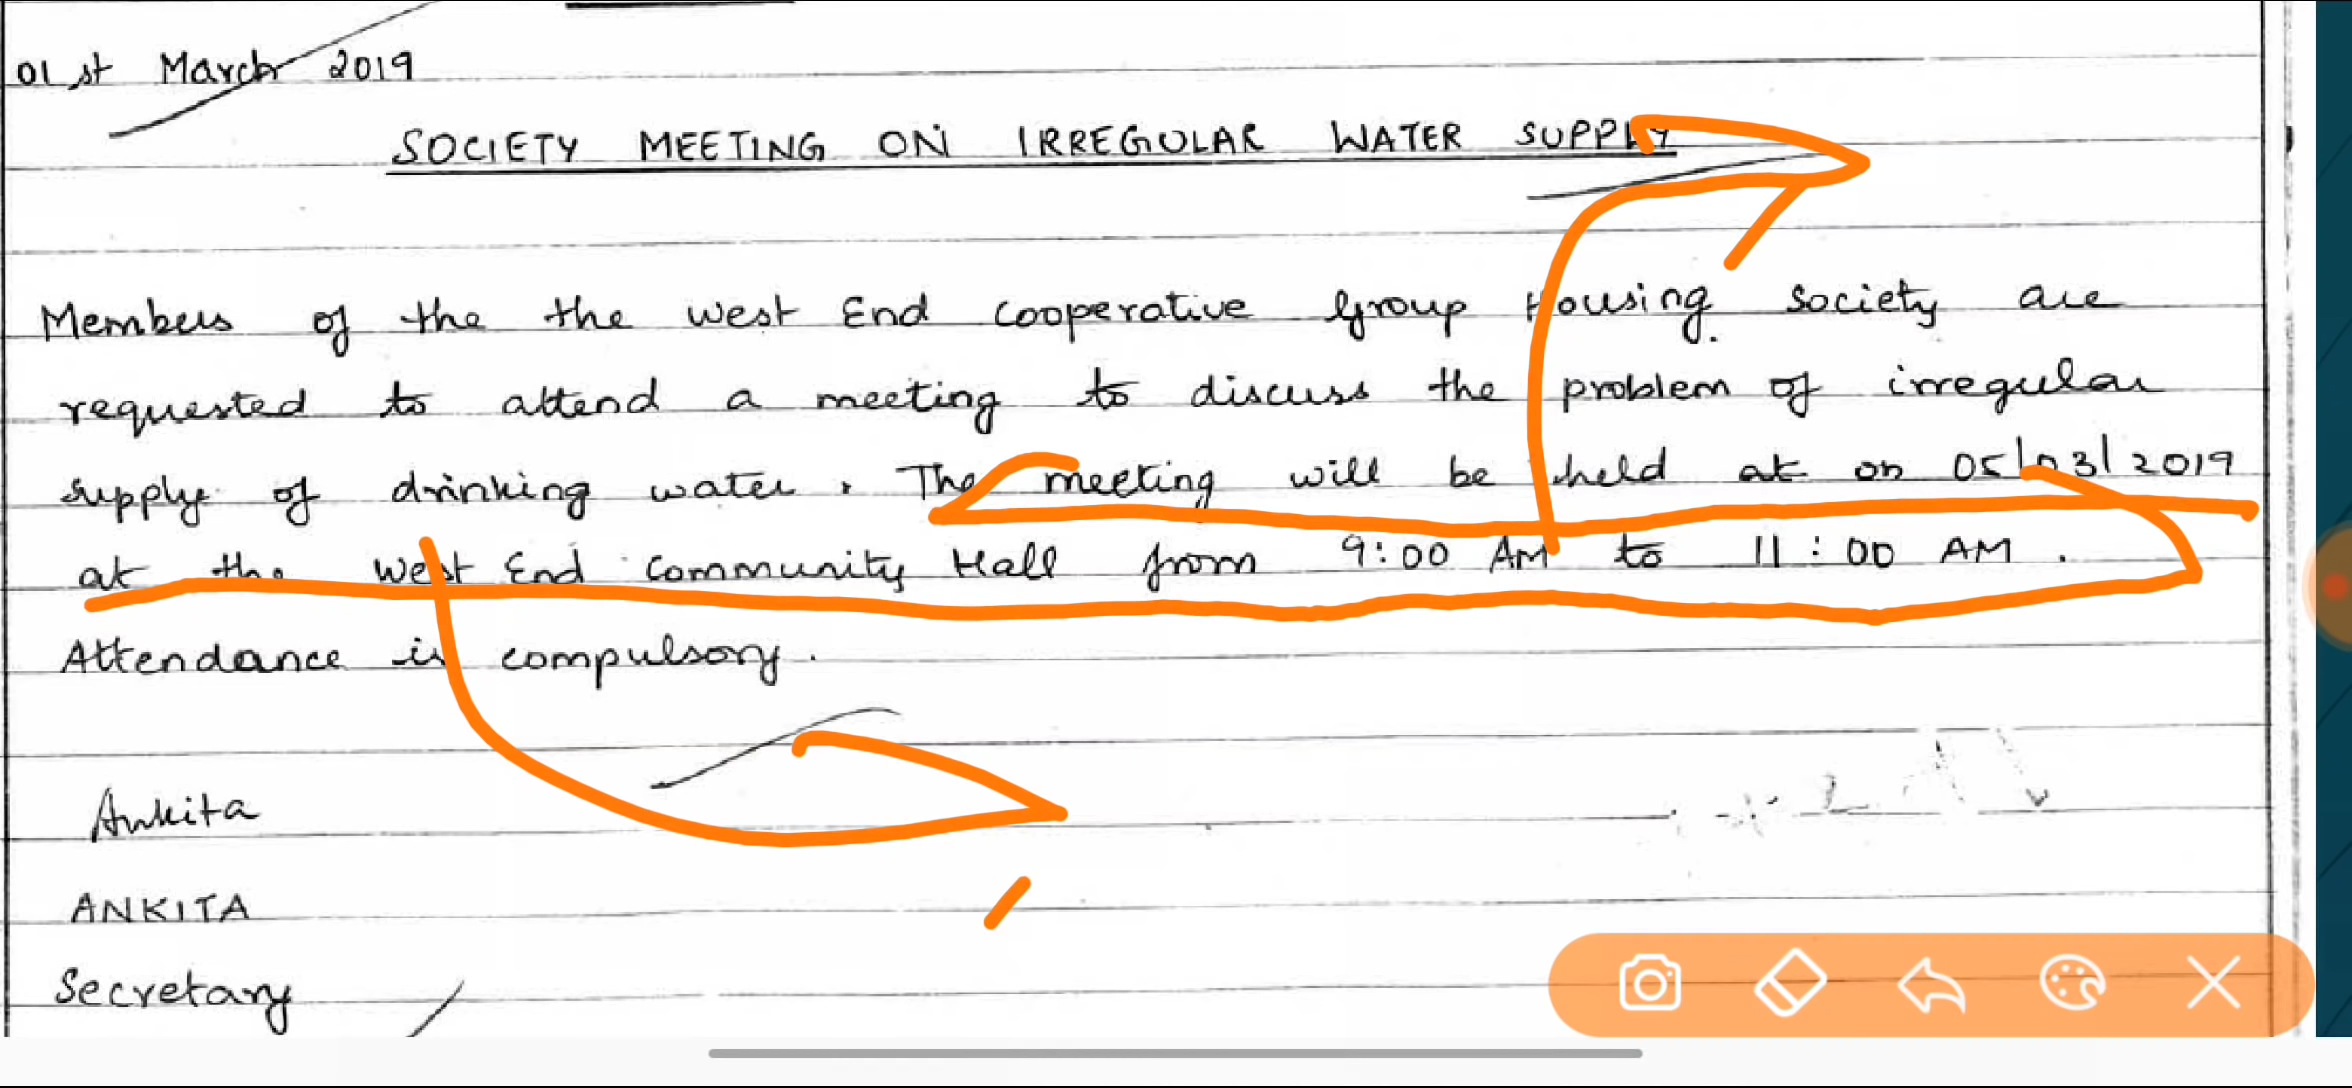 01st March 2019
SOCIETY MEETING ON IRREGULAR WATER SUPPLY
Members of the the west End cooperative Group Housing society are
requested to attend a meeting to discuss the problem of irregular
supply of drinking water. The meeting will be held at on 05/03/2019
at the West End Community Hall from 9:00 AM to 11:00 AM.
Attendance is compulsory.
Ankita
ANKITA
Secretary